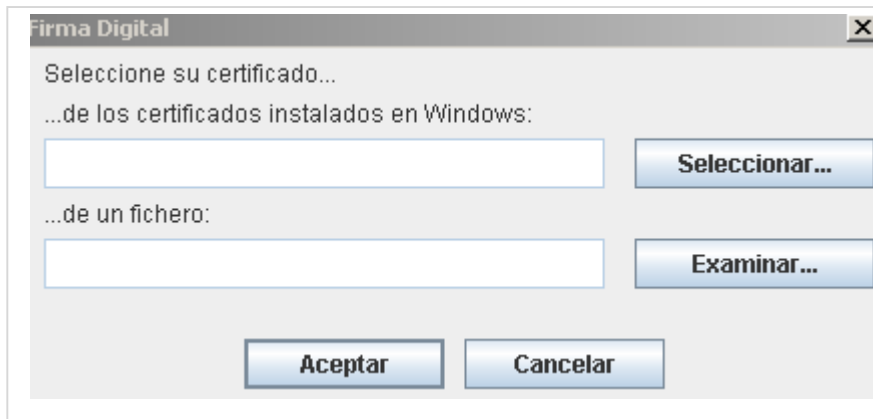 Firma Digital
Seleccione su certificado...
...de los certificados instalados en Windows:
Seleccionar...
...de un fichero:
Examinar...
Aceptar Cancelar